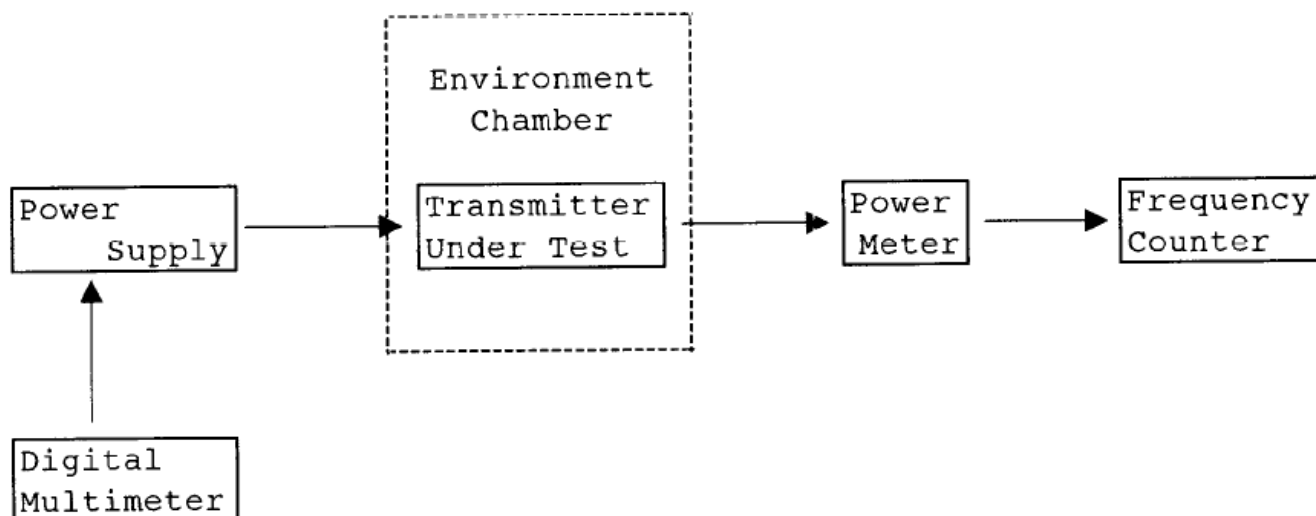 Environment
Chamber
Power
Supply
Transmitter
Under Test
Power
Meter
Frequency
Counter
Digital
Multimeter